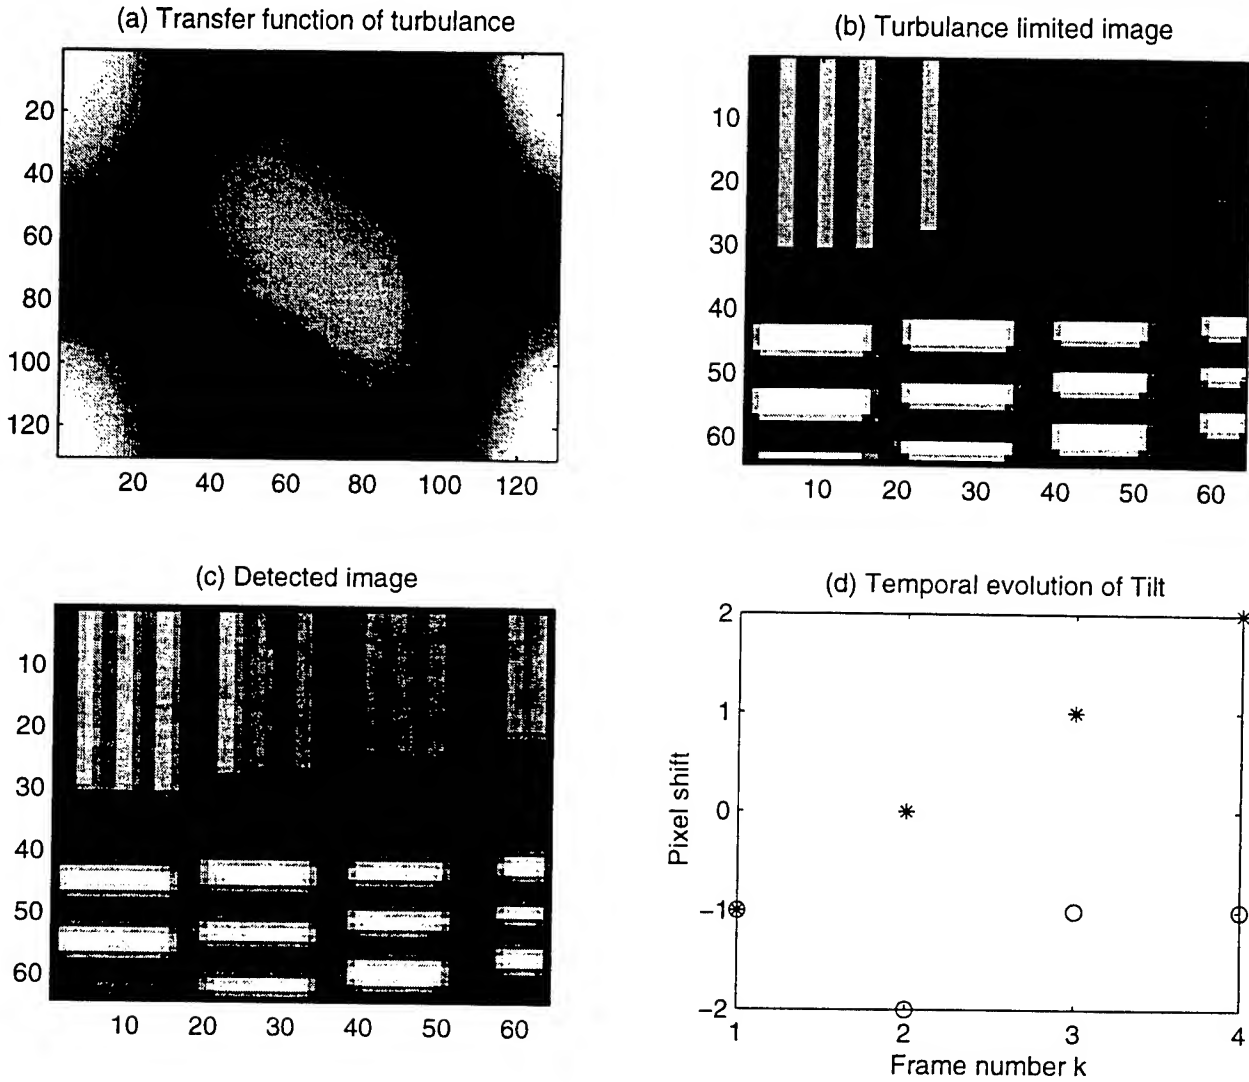 (a) Transfer function of turbulance
20
40
60
80
100
120
20 40 60 80 100 120
(b) Turbulance limited image
10
20
30
40
50
60
10 20 30 40 50 60
(c) Detected image
10
20
30
40
50
60
10 20 30 40 50 60
(d) Temporal evolution of Tilt
2
1
0
−1
−2
Pixel shift
1 2 3 4
Frame number k